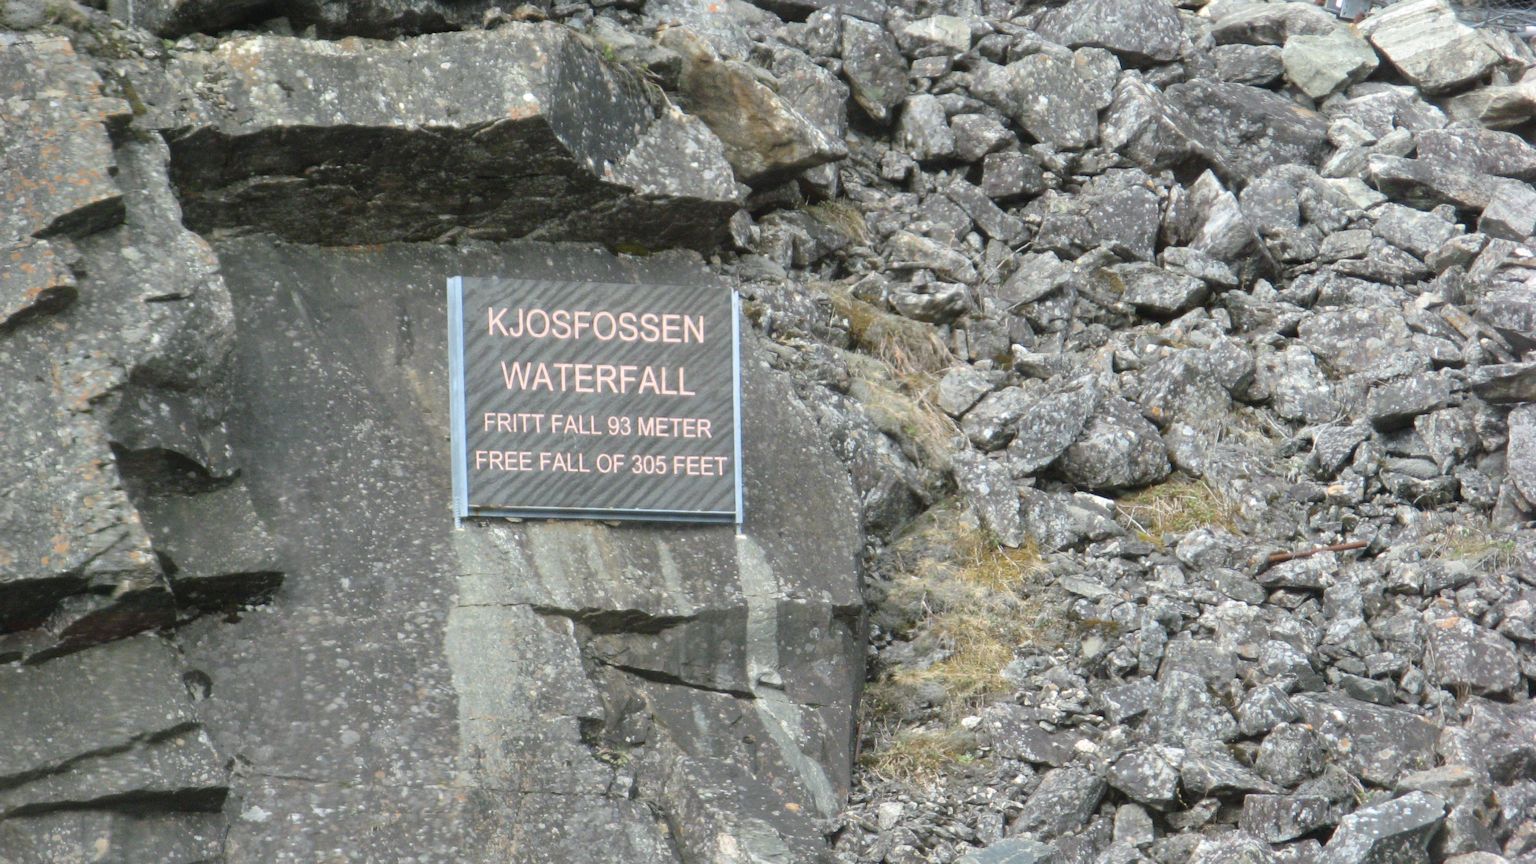 KJOSFOSSEN
WATERFALL
FRITT FALL 93 METER
FREE FALL OF 305 FEET